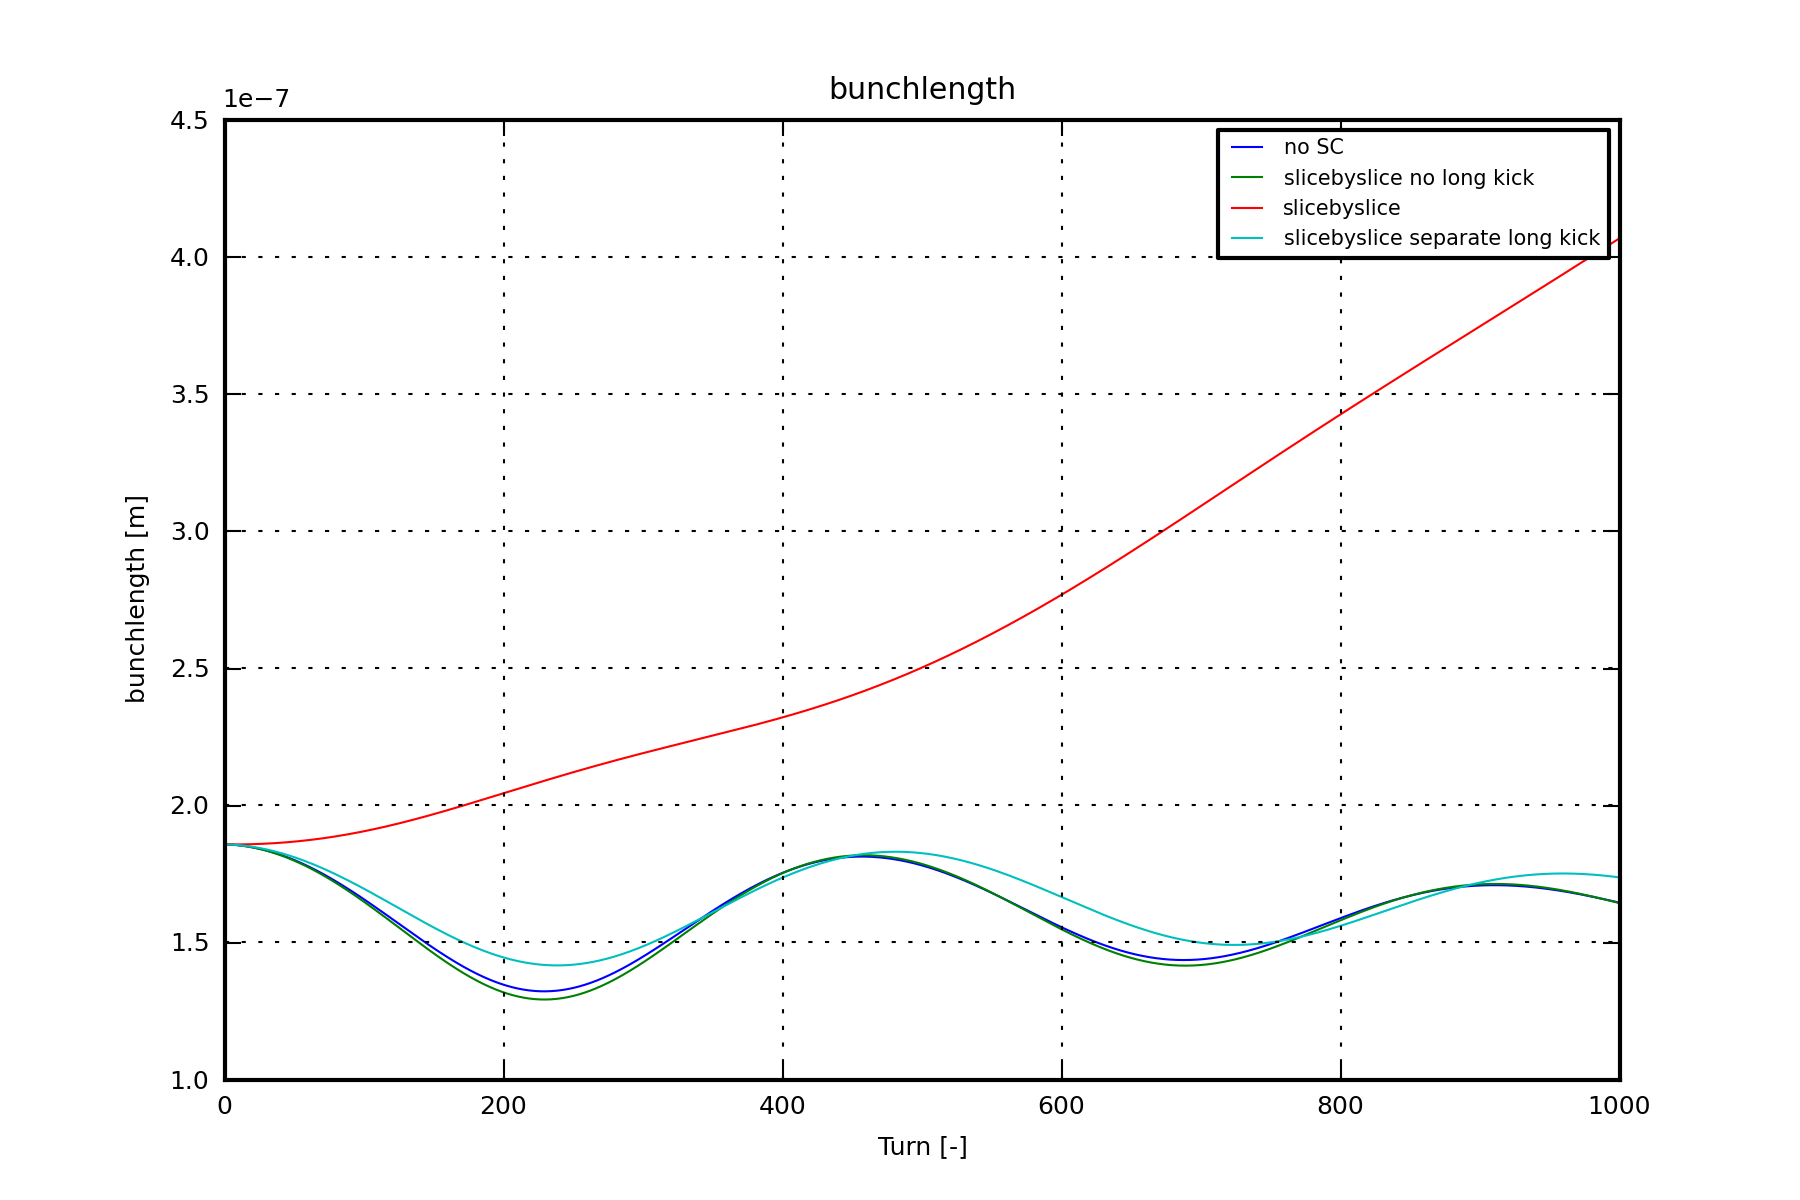 bunchlength
1e−7
4.5
4.0
3.5
3.0
2.5
2.0
1.5
1.0
bunchlength [m]
no SC
slicebyslice no long kick
slicebyslice
slicebyslice separate long kick
0 200 400 600 800 1000
Turn [-]